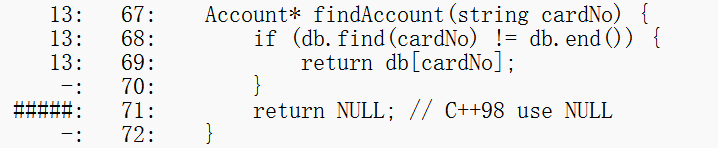 13:   67:    Account* findAccount(string cardNo) {
13:   68:        if (db.find(cardNo) != db.end()) {
13:   69:            return db[cardNo];
-:   70:        }
#####:   71:        return NULL; // C++98 use NULL
-:   72:    }